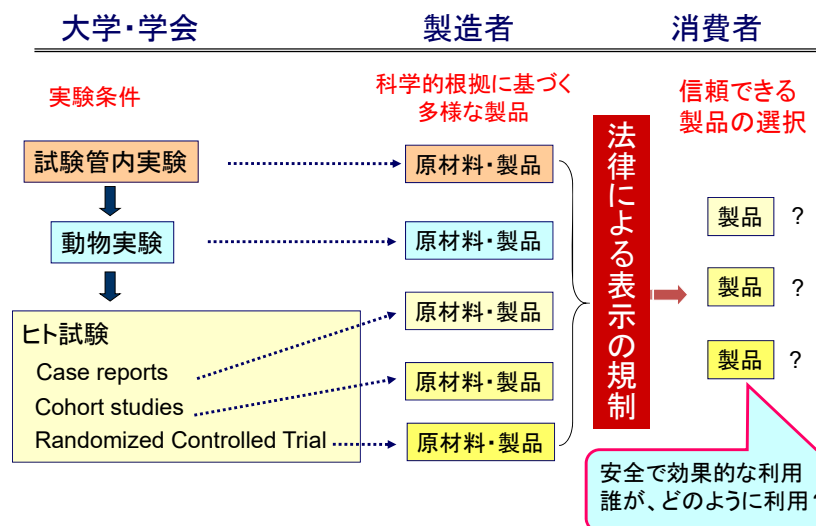 大学・学会
製造者
消費者
実験条件
科学的根拠に基づく
多様な製品
信頼できる
製品の選択
試験管内実験
原材料・製品
動物実験
原材料・製品
ヒト試験
Case reports
Cohort studies
Randomized Controlled Trial
原材料・製品
原材料・製品
原材料・製品
法律による表示の規制
製品 ?
製品 ?
製品 ?
安全で効果的な利用
誰が、どのように利用